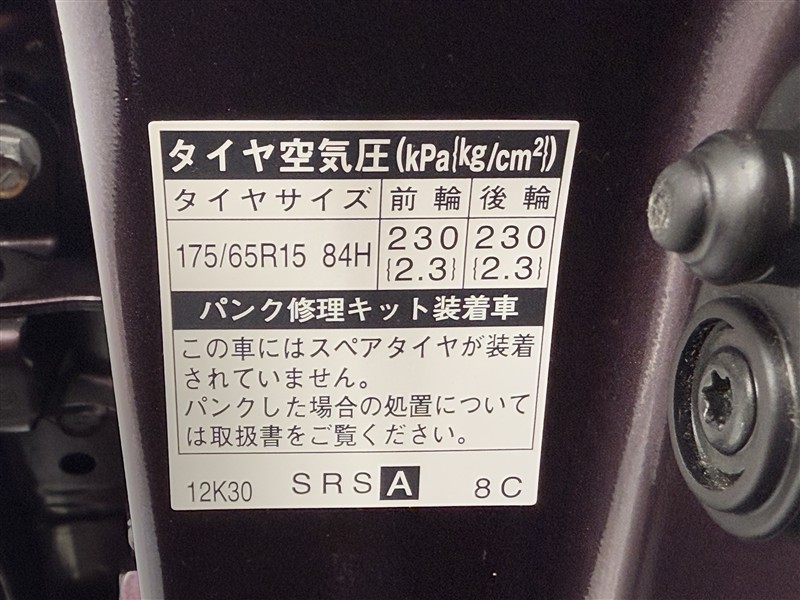 タイヤ空気圧(kPa{kg/cm²})
タイヤサイズ 前輪 後輪
175/65R15 84H 230 230
{2.3} {2.3}
パンク修理キット装着車
この車にはスペアタイヤが装着
されていません。
パンクした場合の処置について
は取扱書をご覧ください。
12K30 SRS A 8C